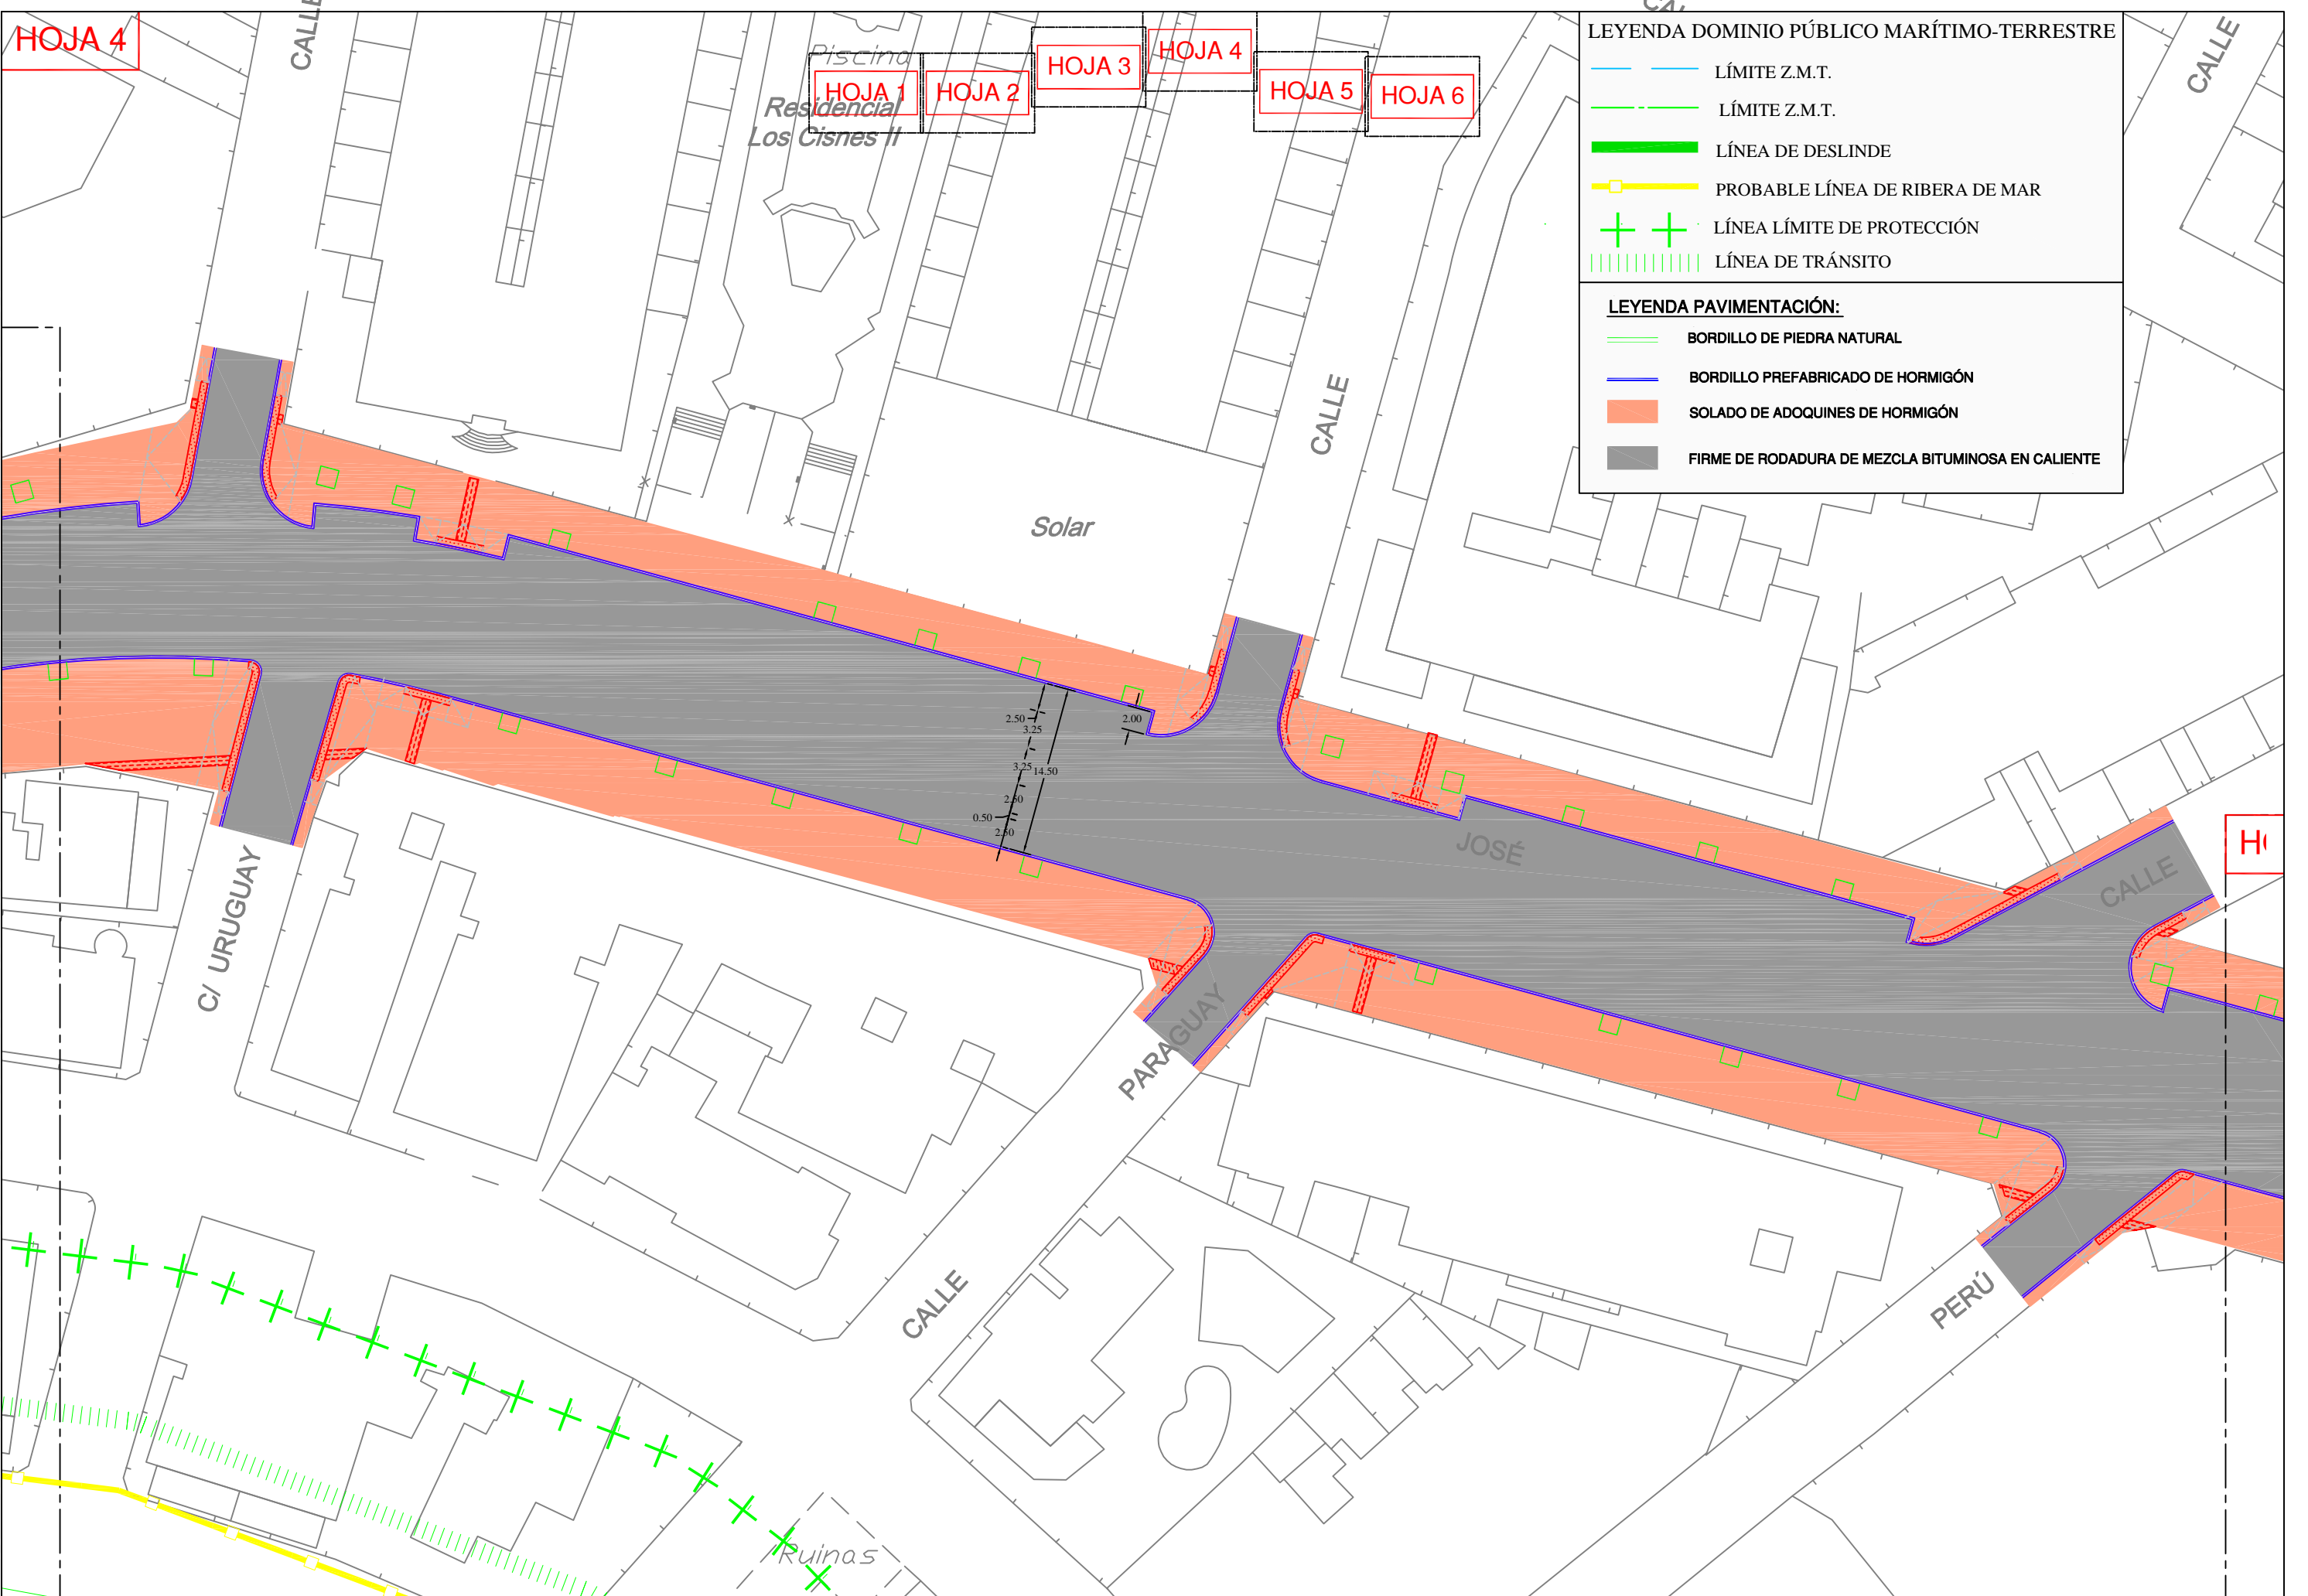 HOJA 4
CALLE
Piscina
HOJA 1
HOJA 2
HOJA 3
HOJA 4
HOJA 5
HOJA 6
Residencial
Los Cisnes II
CALLE
LEYENDA DOMINIO PÚBLICO MARÍTIMO-TERRESTRE
LÍMITE Z.M.T.
LÍMITE Z.M.T.
LÍNEA DE DESLINDE
PROBABLE LÍNEA DE RIBERA DE MAR
LÍNEA LÍMITE DE PROTECCIÓN
LÍNEA DE TRÁNSITO
LEYENDA PAVIMENTACIÓN:
BORDILLO DE PIEDRA NATURAL
BORDILLO PREFABRICADO DE HORMIGÓN
SOLADO DE ADOQUINES DE HORMIGÓN
FIRME DE RODADURA DE MEZCLA BITUMINOSA EN CALIENTE
CALLE
Solar
2.50
3.25
2.00
3.25
14.50
2.50
0.50
2.50
JOSÉ
CALLE
C/ URUGUAY
PARAGUAY
CALLE
PERÚ
Ruinas